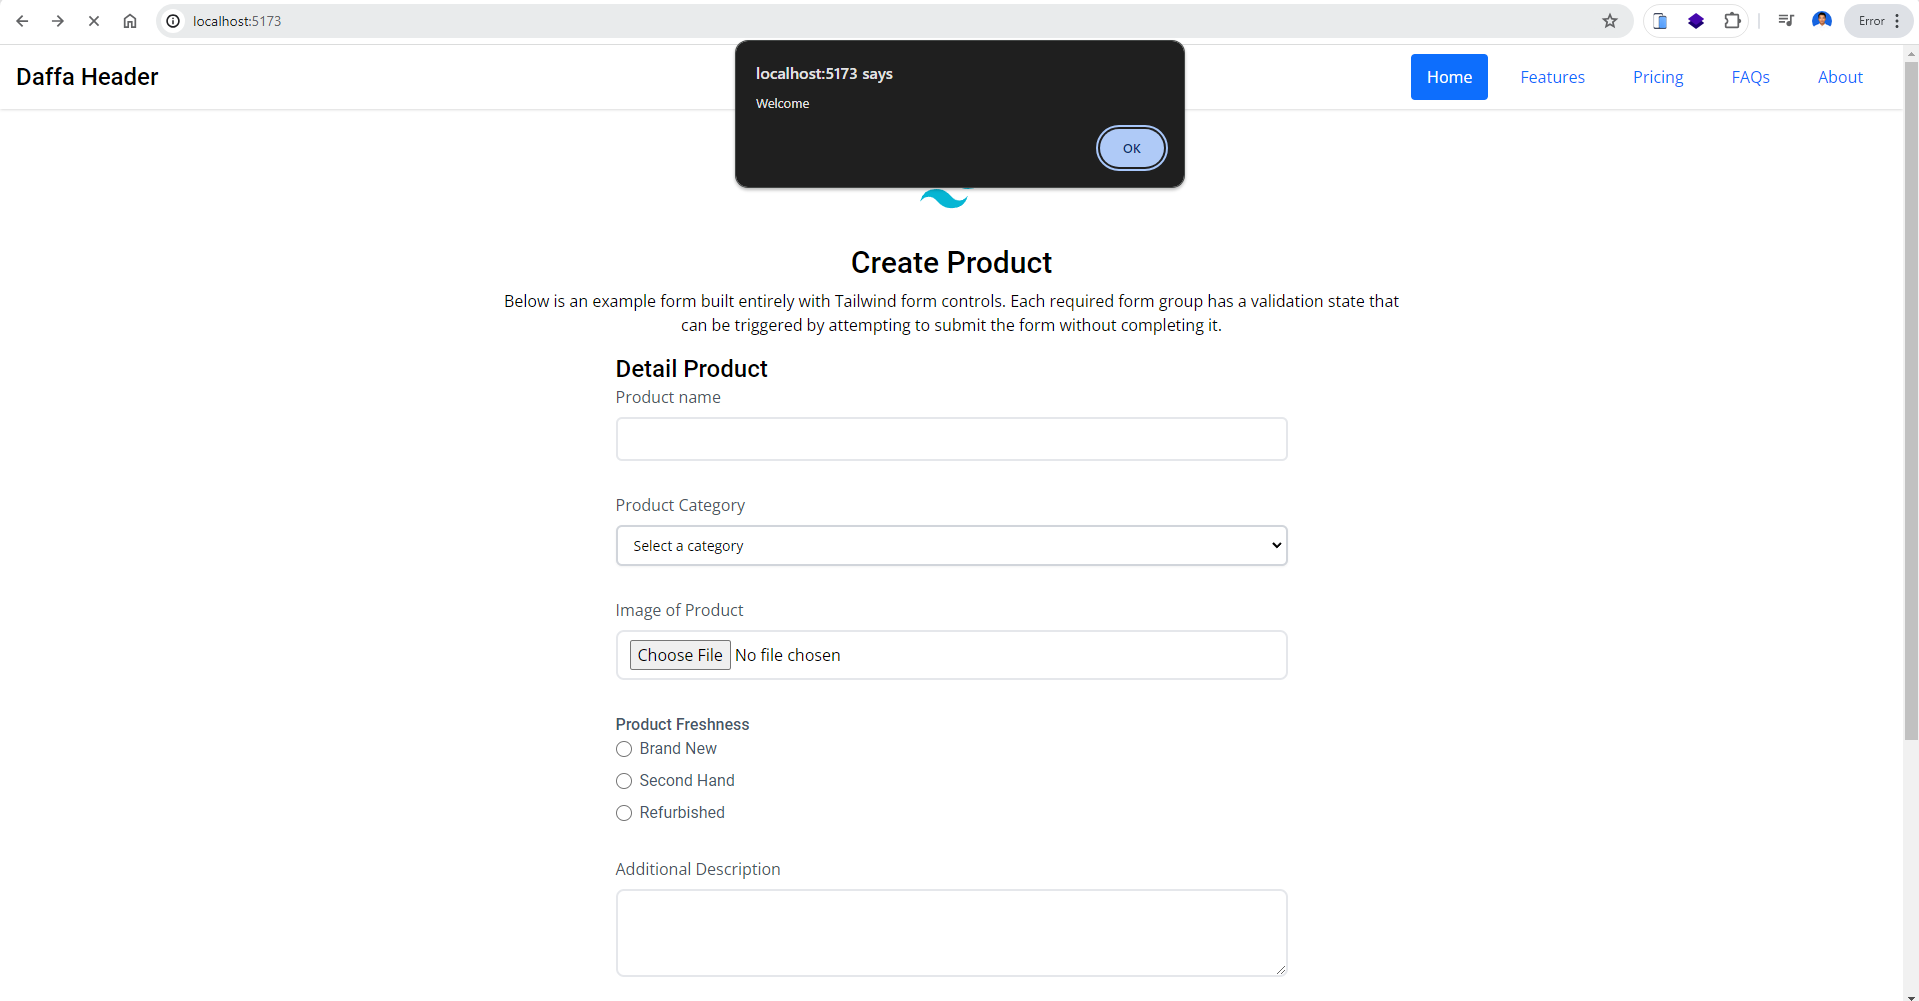 localhost:5173
Error
Daffa Header
localhost:5173 says
Welcome
OK
Home
Features
Pricing
FAQs
About
Create Product
Below is an example form built entirely with Tailwind form controls. Each required form group has a validation state that
can be triggered by attempting to submit the form without completing it.
Detail Product
Product name
Product Category
Select a category
Image of Product
Choose File No file chosen
Product Freshness
Brand New
Second Hand
Refurbished
Additional Description